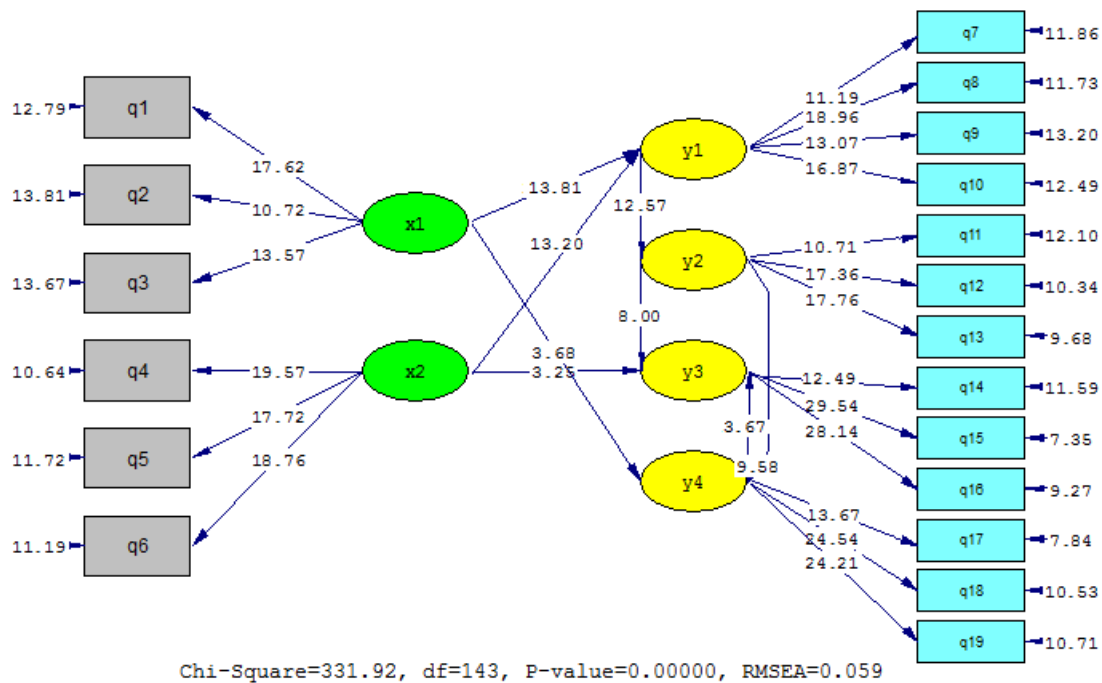 12.79 q1
13.81 q2
13.67 q3
10.64 q4
11.72 q5
11.19 q6
17.62
10.72
13.57
19.57
17.72
18.76
x1
x2
13.81
13.20
3.68
3.25
12.57
8.00
3.67
9.58
y1
y2
y3
y4
11.19
18.96
13.07
16.87
10.71
17.36
17.76
12.49
29.54
28.14
13.67
24.54
24.21
q7 11.86
q8 11.73
q9 13.20
q10 12.49
q11 12.10
q12 10.34
q13 9.68
q14 11.59
q15 7.35
q16 9.27
q17 7.84
q18 10.53
q19 10.71
Chi-Square=331.92, df=143, P-value=0.00000, RMSEA=0.059